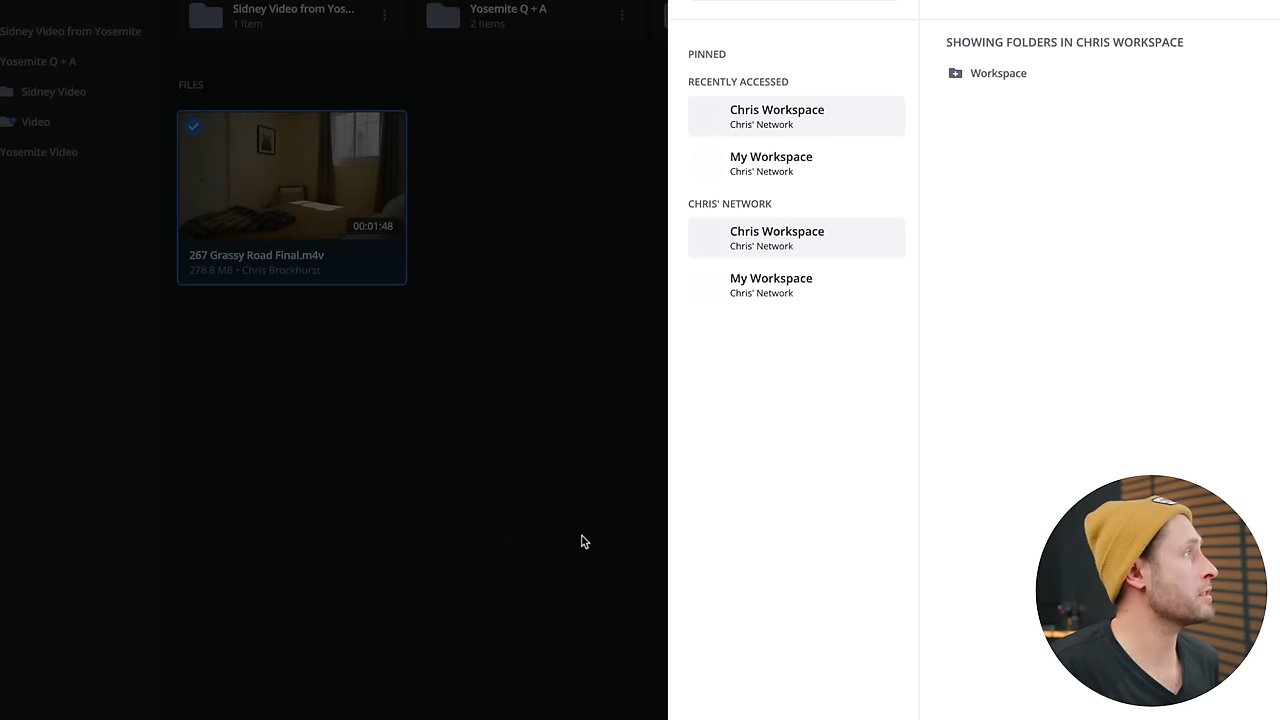 Sidney Video from Yosemite
Yosemite Q + A
Sidney Video
Video
Yosemite Video
Sidney Video from Yos...
1 Item
Yosemite Q + A
2 Items
FILES
00:01:48
267 Grassy Road Final.m4v
278.8 MB • Chris Brockhurst
PINNED
RECENTLY ACCESSED
Chris Workspace
Chris' Network
My Workspace
Chris' Network
CHRIS' NETWORK
Chris Workspace
Chris' Network
My Workspace
Chris' Network
SHOWING FOLDERS IN CHRIS WORKSPACE
Workspace